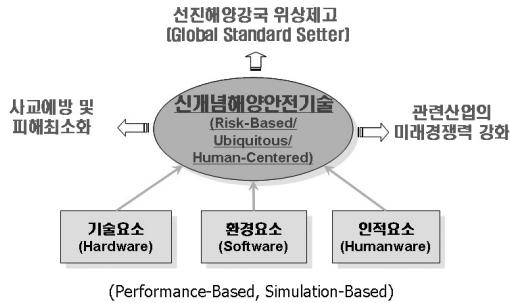 선진해양강국 위상제고
(Global Standard Setter)
신개념해양안전기술
(Risk-Based/
Ubiquitous/
Human-Centered)
사교예방 및
피해최소화
관련산업의
미래경쟁력 강화
기술요소
(Hardware)
환경요소
(Software)
인적요소
(Humanware)
(Performance-Based, Simulation-Based)